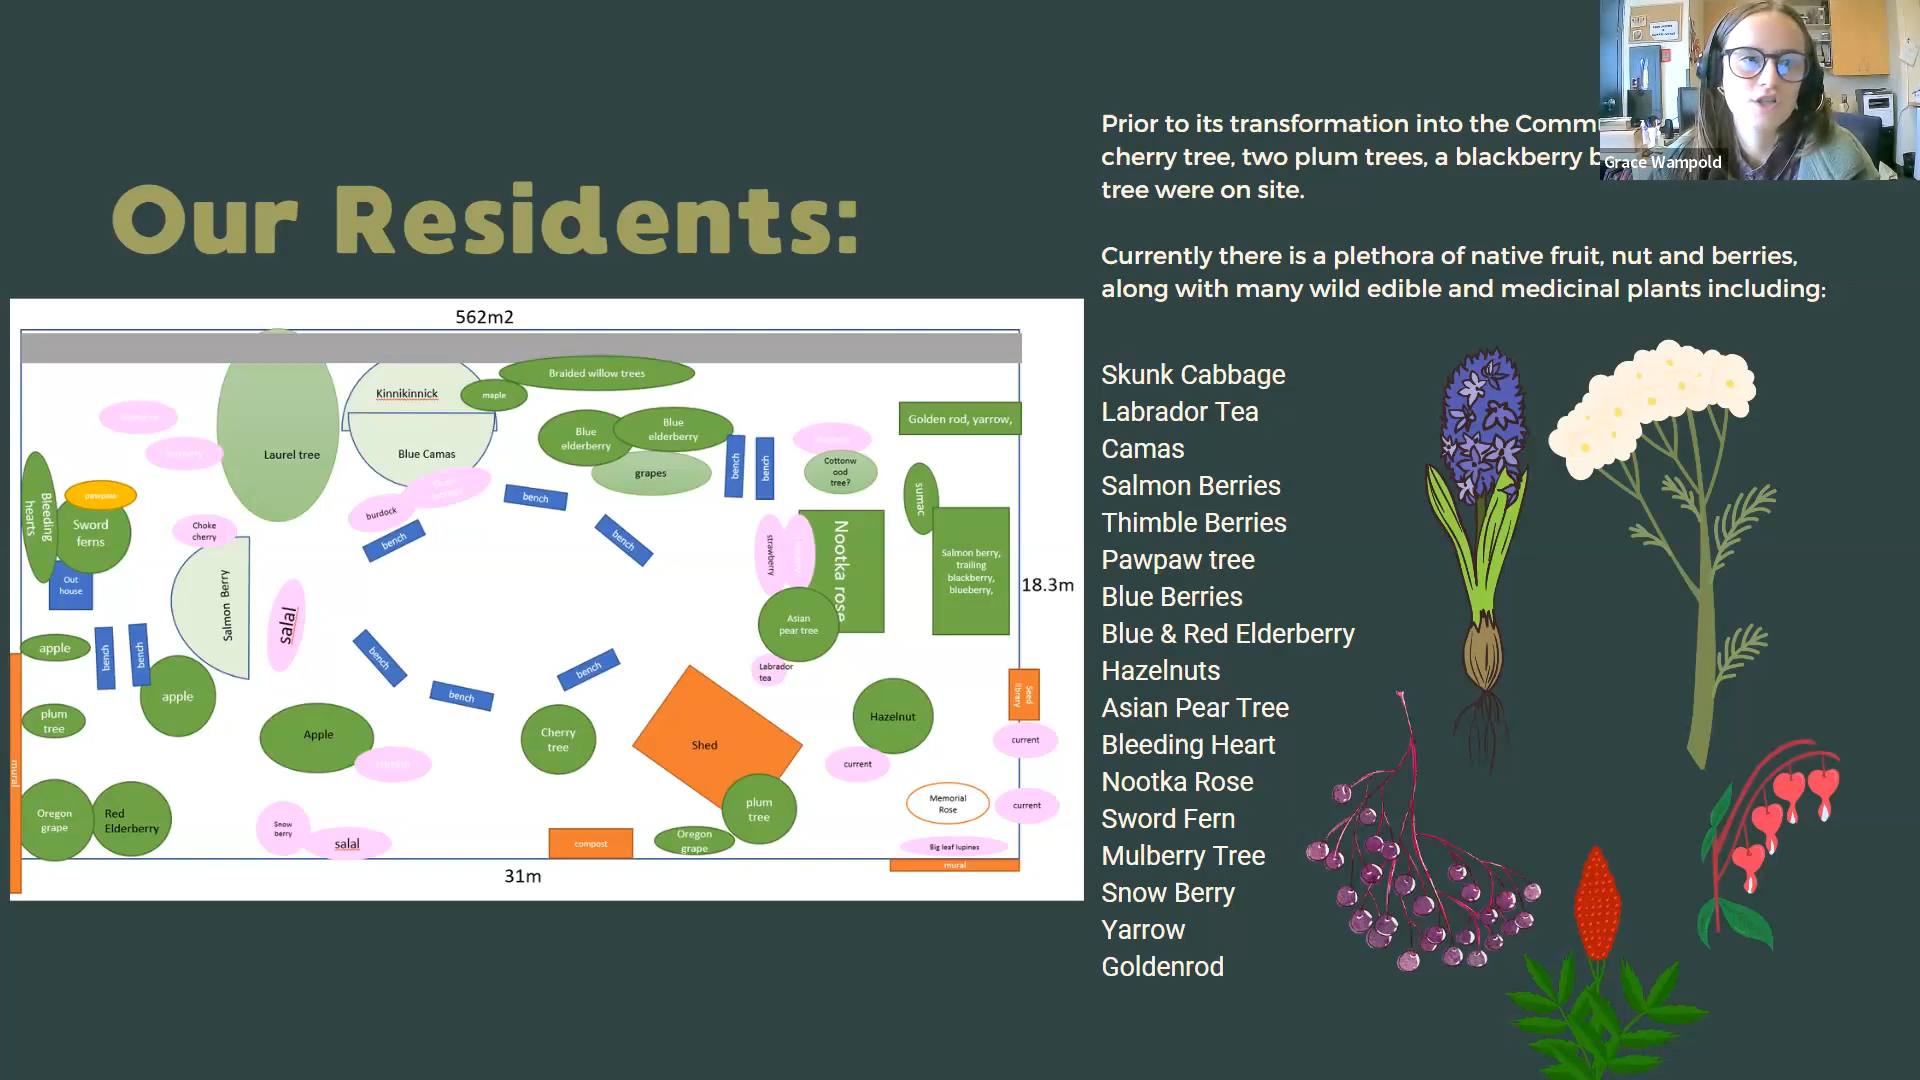 Our Residents:
Prior to its transformation into the Comm
cherry tree, two plum trees, a blackberry b
tree were on site.
Grace Wampold
Currently there is a plethora of native fruit, nut and berries,
along with many wild edible and medicinal plants including:
Skunk Cabbage
Labrador Tea
Camas
Salmon Berries
Thimble Berries
Pawpaw tree
Blue Berries
Blue & Red Elderberry
Hazelnuts
Asian Pear Tree
Bleeding Heart
Nootka Rose
Sword Fern
Mulberry Tree
Snow Berry
Yarrow
Goldenrod
562m2
Braided willow trees
Kinnikinnick
maple
Golden rod, yarrow,
Blue
elderberry
Blue
elderberry
Laurel tree
Blue Camas
grapes
bench
bench
Cottonw
ood
tree?
sumac
Bleeding
hearts
pawpaw
Sword
ferns
burdock
bench
bench
bench
Choke
cherry
strawberry
Nootka rose
Salmon berry,
trailing
blackberry,
blueberry,
18.3m
Out
house
Salmon Berry
salal
Asian
pear tree
apple
bench
bench
apple
bench
bench
bench
Labrador
tea
Seed
library
plum
tree
Apple
Cherry
tree
Shed
Hazelnut
current
current
mural
Oregon
grape
Red
Elderberry
Snow
berry
salal
compost
Oregon
grape
plum
tree
Memorial
Rose
current
Big leaf lupines
mural
31m